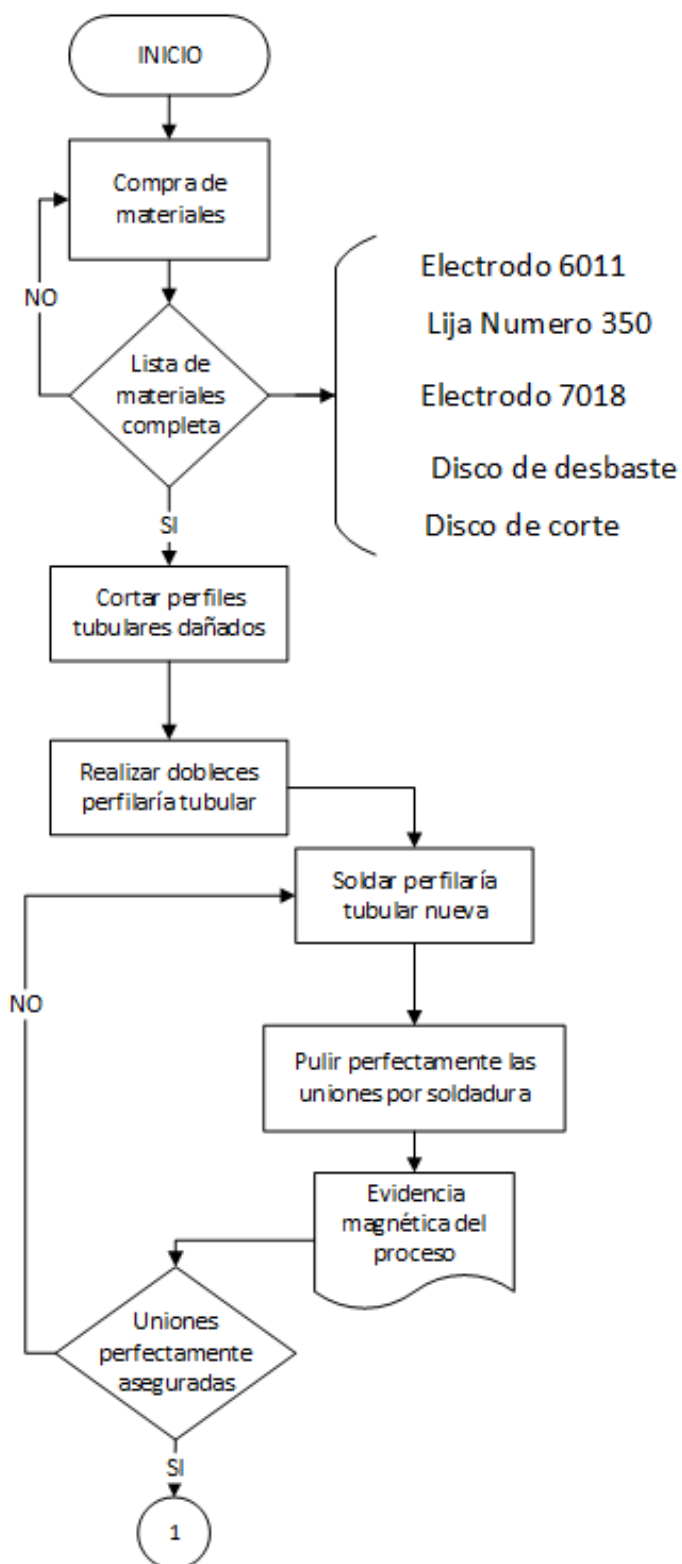 INICIO
Compra de
materiales
NO
Lista de
materiales
completa
Electrodo 6011
Lija Numero 350
Electrodo 7018
Disco de desbaste
Disco de corte
SI
Cortar perfiles
tubulares dañados
Realizar dobleces
perfilaría tubular
Soldar perfilaría
tubular nueva
NO
Pulir perfectamente las
uniones por soldadura
Evidencia
magnética del
proceso
Uniones
perfectamente
aseguradas
SI
1